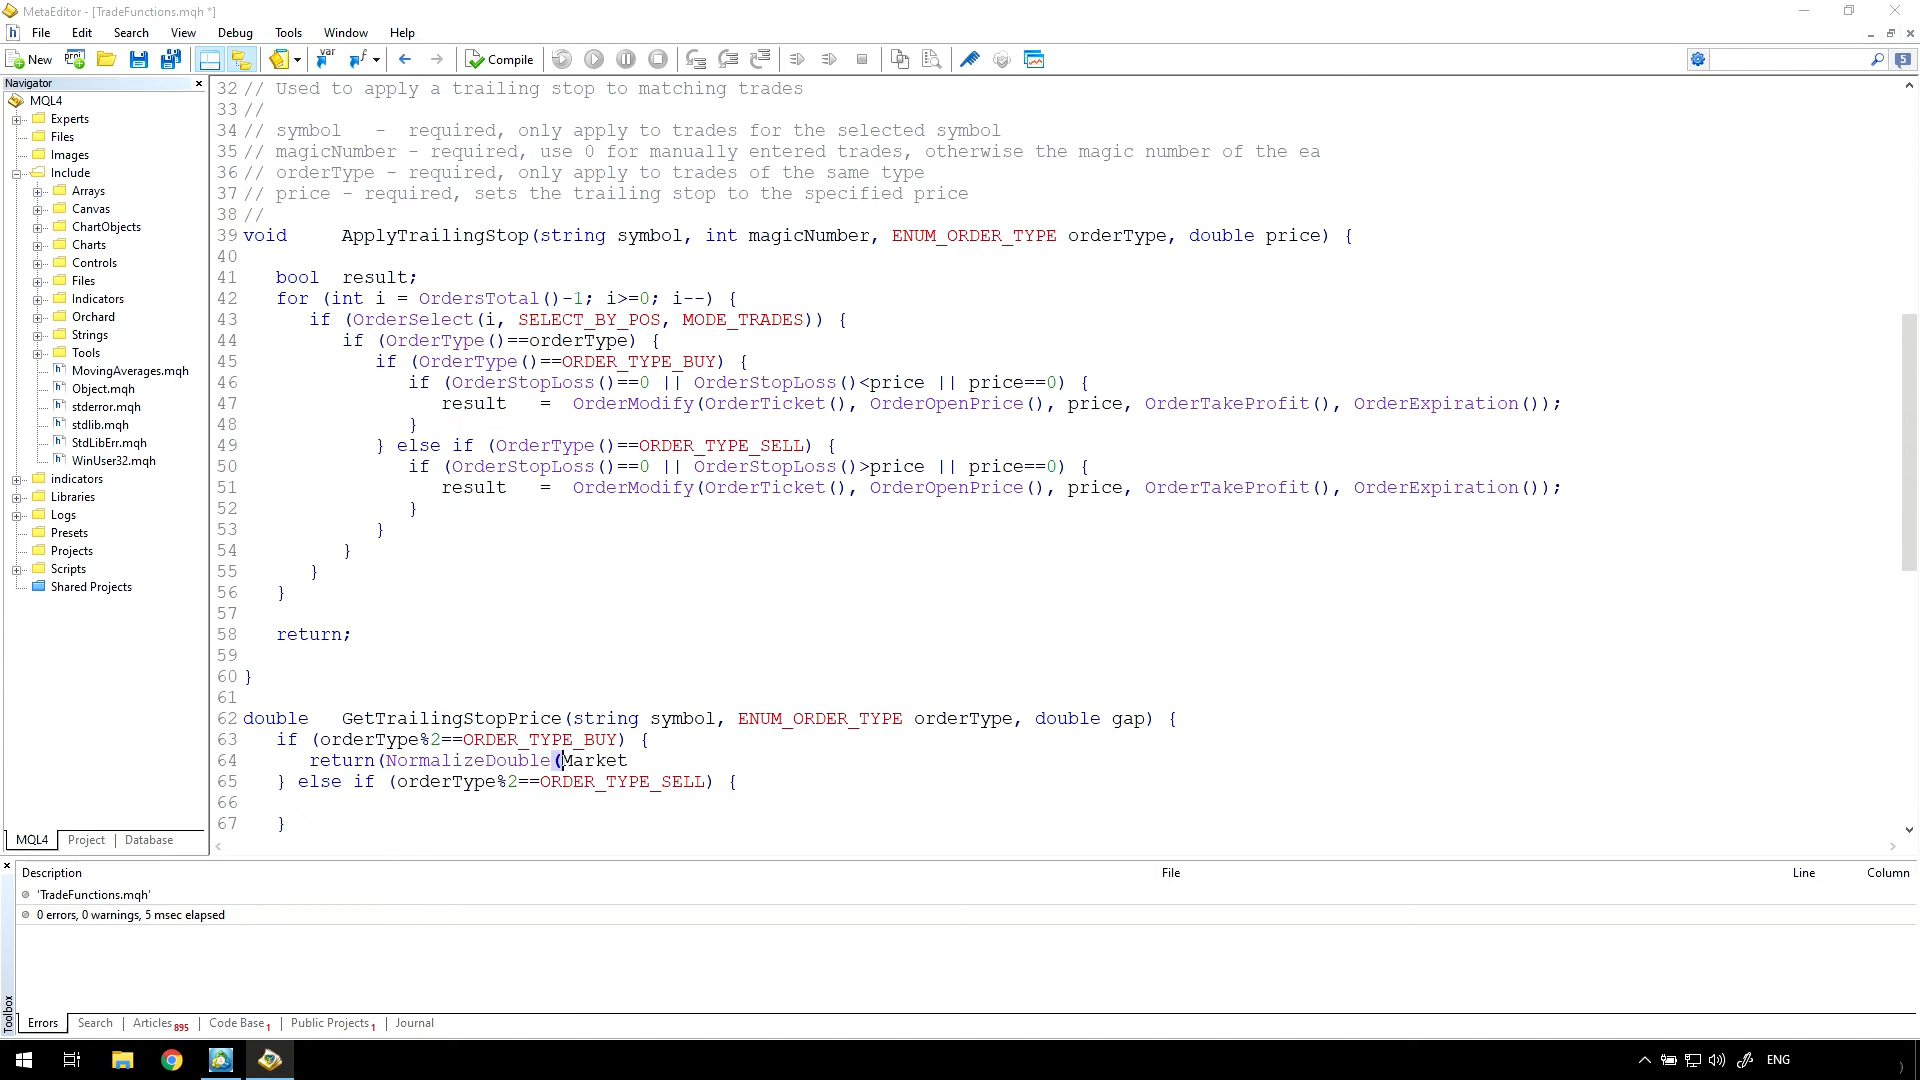 MetaEditor - [TradeFunctions.mqh *]
File Edit Search View Debug Tools Window Help
New Compile 5
Navigator
MQL4
Experts
Files
Images
Include
Arrays
Canvas
ChartObjects
Charts
Controls
Files
Indicators
Orchard
Strings
Tools
MovingAverages.mqh
Object.mqh
stderror.mqh
stdlib.mqh
StdLibErr.mqh
WinUser32.mqh
indicators
Libraries
Logs
Presets
Projects
Scripts
Shared Projects
MQL4 Project Database
32 // Used to apply a trailing stop to matching trades
33 //
34 // symbol   -  required, only apply to trades for the selected symbol
35 // magicNumber - required, use 0 for manually entered trades, otherwise the magic number of the ea
36 // orderType - required, only apply to trades of the same type
37 // price - required, sets the trailing stop to the specified price
38 //
39 void     ApplyTrailingStop(string symbol, int magicNumber, ENUM_ORDER_TYPE orderType, double price) {
40
41    bool  result;
42    for (int i = OrdersTotal()-1; i>=0; i--) {
43       if (OrderSelect(i, SELECT_BY_POS, MODE_TRADES)) {
44          if (OrderType()==orderType) {
45             if (OrderType()==ORDER_TYPE_BUY) {
46                if (OrderStopLoss()==0 || OrderStopLoss()<price || price==0) {
47                   result   =  OrderModify(OrderTicket(), OrderOpenPrice(), price, OrderTakeProfit(), OrderExpiration());
48                }
49             } else if (OrderType()==ORDER_TYPE_SELL) {
50                if (OrderStopLoss()==0 || OrderStopLoss()>price || price==0) {
51                   result   =  OrderModify(OrderTicket(), OrderOpenPrice(), price, OrderTakeProfit(), OrderExpiration());
52                }
53             }
54          }
55       }
56    }
57
58    return;
59
60 }
61
62 double   GetTrailingStopPrice(string symbol, ENUM_ORDER_TYPE orderType, double gap) {
63    if (orderType%2==ORDER_TYPE_BUY) {
64       return(NormalizeDouble(Market
65    } else if (orderType%2==ORDER_TYPE_SELL) {
66
67    }
Description File Line Column
'TradeFunctions.mqh'
0 errors, 0 warnings, 5 msec elapsed
Toolbox
Errors Search Articles 895 Code Base 1 Public Projects 1 Journal
ENG